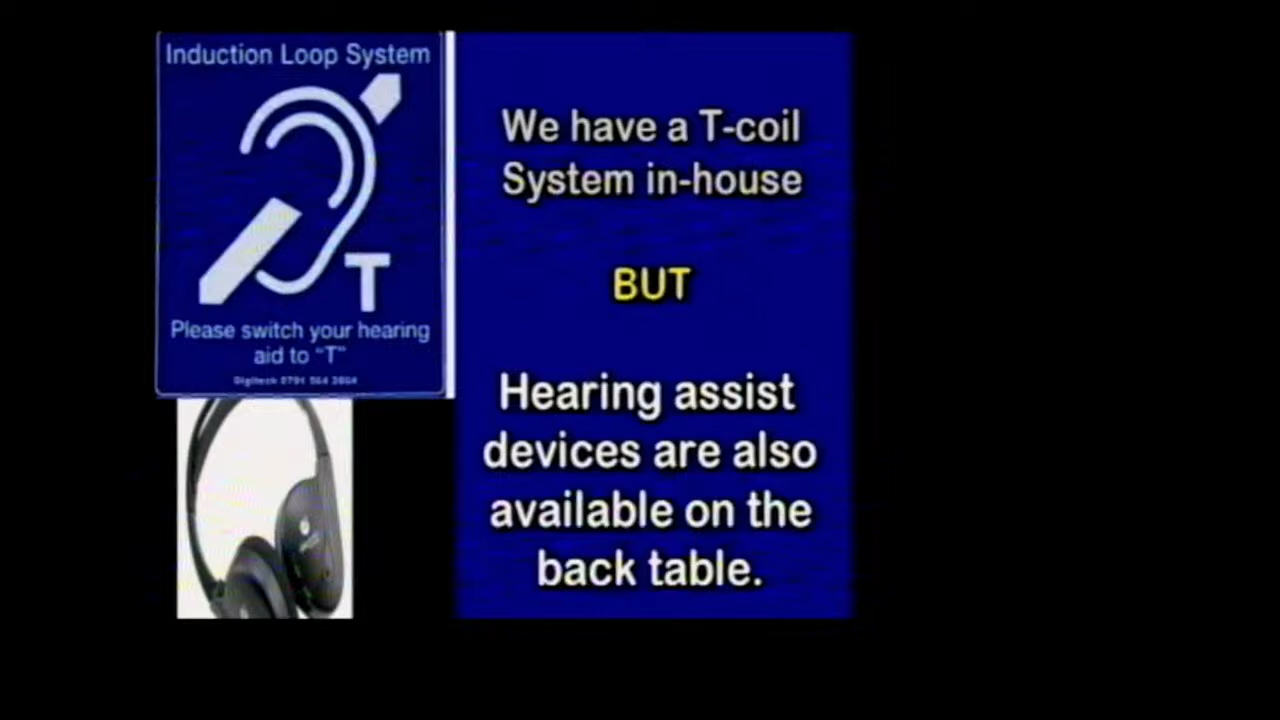 Induction Loop System
T
Please switch your hearing
aid to "T"
We have a T-coil
System in-house
BUT
Hearing assist
devices are also
available on the
back table.